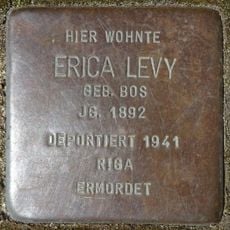 HIER WOHNTE
ERICA LEVY
GEB. BOS
JG. 1892
DEPORTIERT 1941
RIGA
ERMORDET